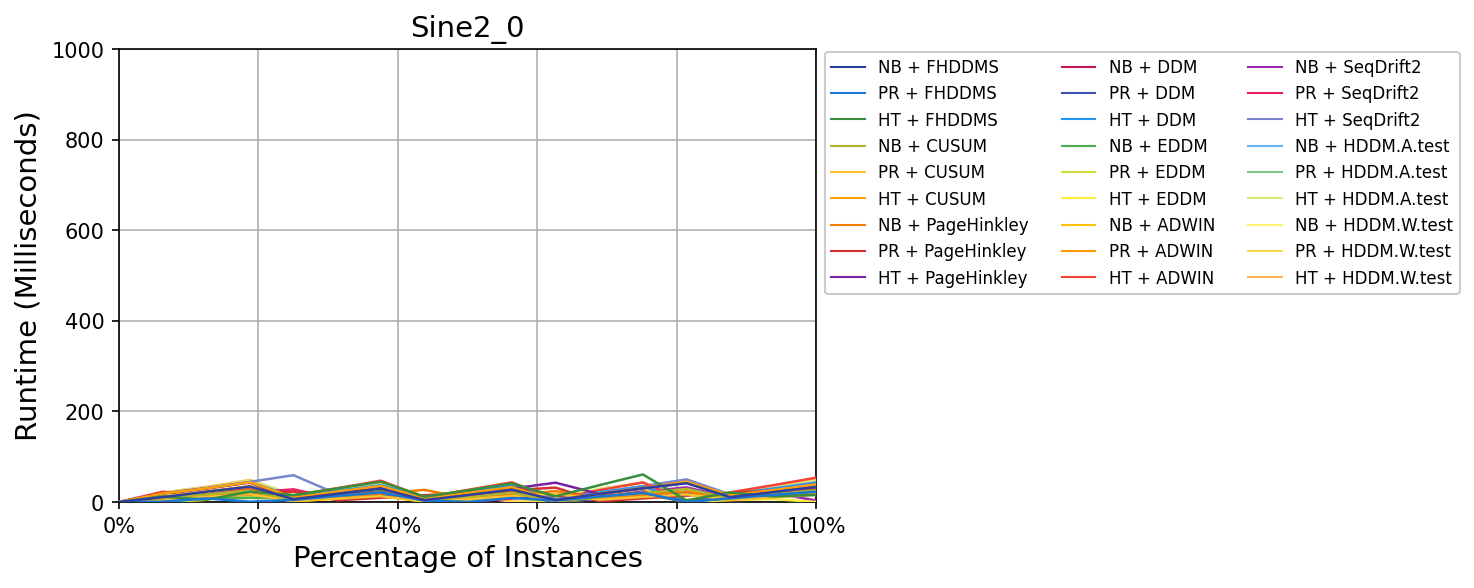 Sine2_0
Runtime (Milliseconds)
1000
800
600
400
200
0
0%
20%
40%
60%
80%
100%
Percentage of Instances
NB + FHDDMS
PR + FHDDMS
HT + FHDDMS
NB + CUSUM
PR + CUSUM
HT + CUSUM
NB + PageHinkley
PR + PageHinkley
HT + PageHinkley
NB + DDM
PR + DDM
HT + DDM
NB + EDDM
PR + EDDM
HT + EDDM
NB + ADWIN
PR + ADWIN
HT + ADWIN
NB + SeqDrift2
PR + SeqDrift2
HT + SeqDrift2
NB + HDDM.A.test
PR + HDDM.A.test
HT + HDDM.A.test
NB + HDDM.W.test
PR + HDDM.W.test
HT + HDDM.W.test